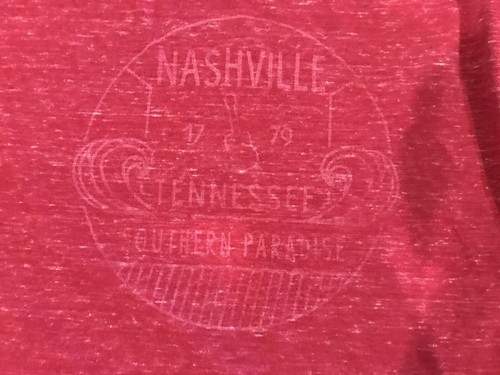 NASHVILLE
17 79
TENNESSEE
SOUTHERN PARADISE